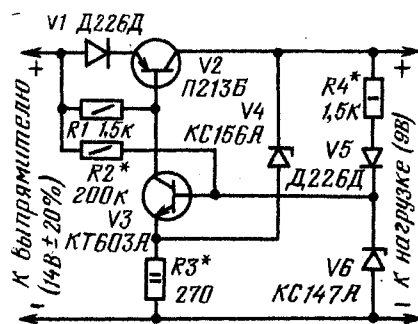 V1 Д226Д
V2
П213Б
R1 1,5к
R2*
200к
V3
КТ603А
R3*
270
V4
КС156А
R4*
1,5к
V5
Д226Д
V6
КС147А
+
-
К выпрямителю
(14В±20%)
+
-
К нагрузке (9В)